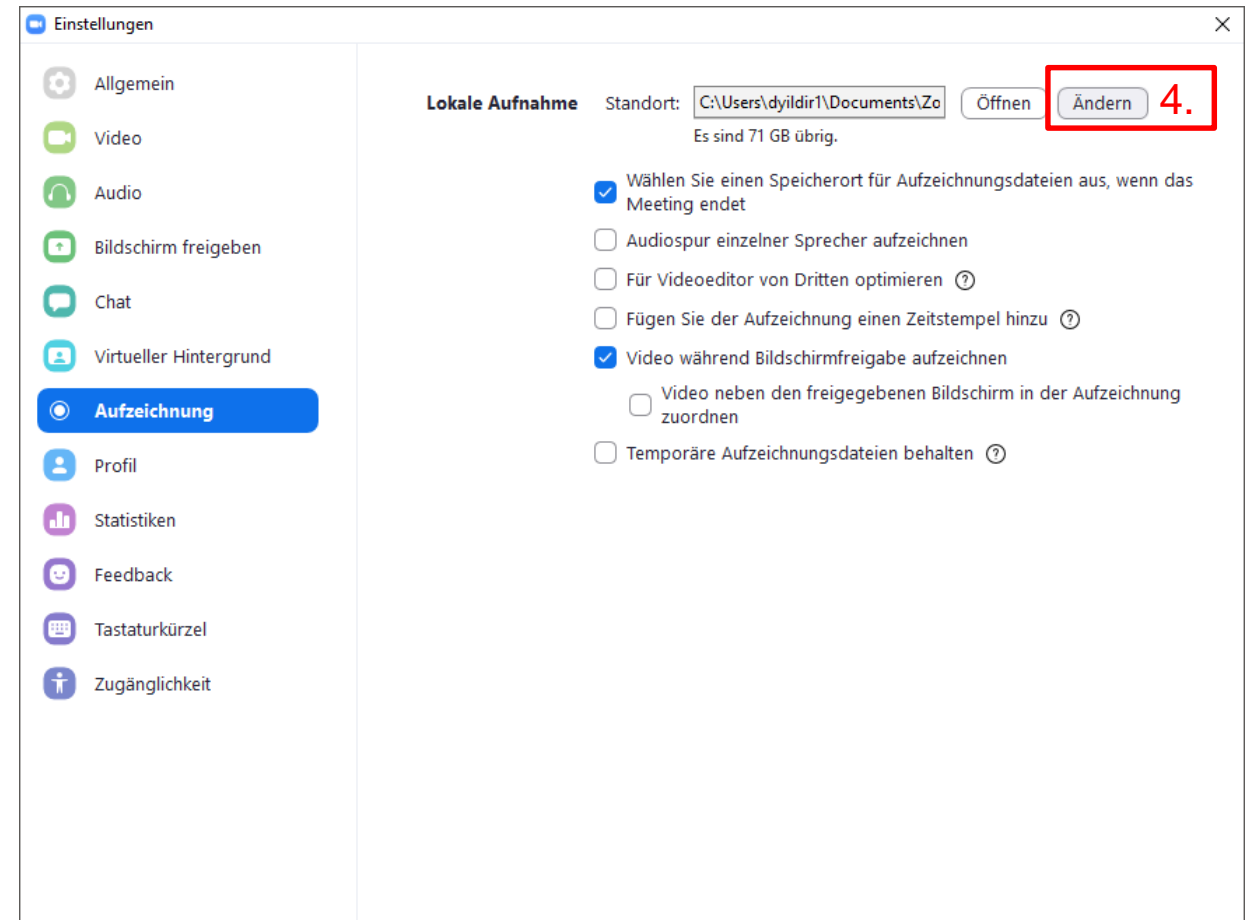 Einstellungen
Allgemein
Video
Audio
Bildschirm freigeben
Chat
Virtueller Hintergrund
Aufzeichnung
Profil
Statistiken
Feedback
Tastaturkürzel
Zugänglichkeit
Lokale Aufnahme Standort: C:\Users\dyildir1\Documents\Zo Öffnen Ändern 4.
Es sind 71 GB übrig.
Wählen Sie einen Speicherort für Aufzeichnungsdateien aus, wenn das
Meeting endet
Audiospur einzelner Sprecher aufzeichnen
Für Videoeditor von Dritten optimieren ?
Fügen Sie der Aufzeichnung einen Zeitstempel hinzu ?
Video während Bildschirmfreigabe aufzeichnen
Video neben den freigegebenen Bildschirm in der Aufzeichnung
zuordnen
Temporäre Aufzeichnungsdateien behalten ?